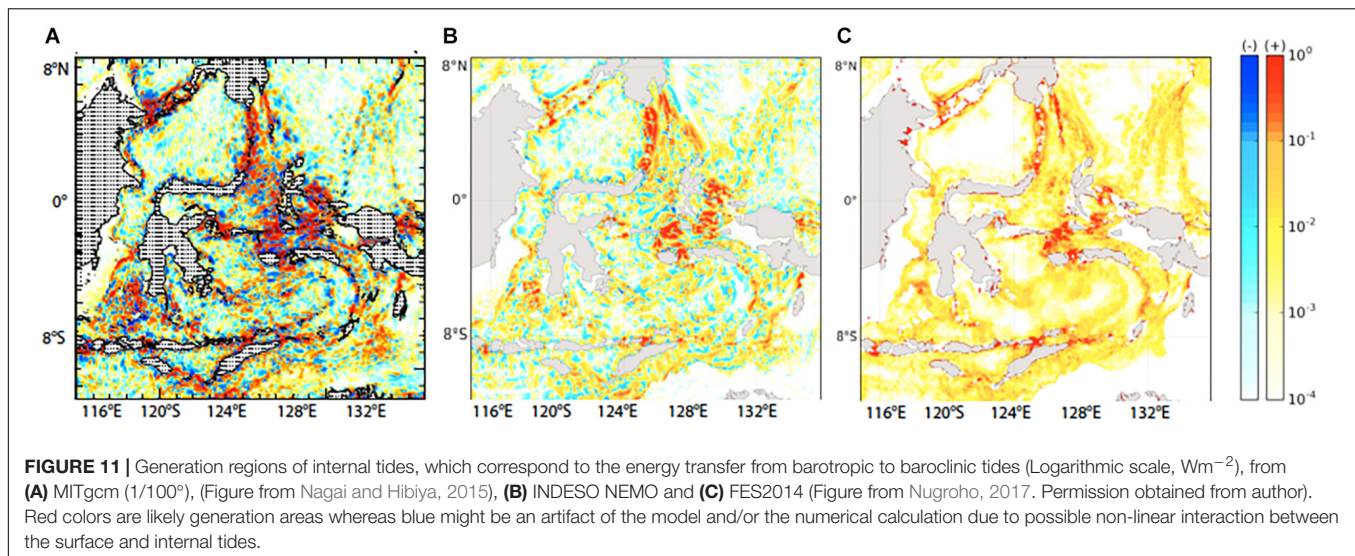 A
B
C
(-) (+)
8°N
8°N
8°N
10⁰
10⁻¹
0°
0°
0°
10⁻²
10⁻³
8°S
8°S
8°S
10⁻⁴
116°E 120°S 124°E 128°E 132°E
116°E 120°S 124°E 128°E 132°E
116°E 120°S 124°E 128°E 132°E
FIGURE 11 | Generation regions of internal tides, which correspond to the energy transfer from barotropic to baroclinic tides (Logarithmic scale, Wm⁻²), from
(A) MITgcm (1/100°), (Figure from Nagai and Hibiya, 2015), (B) INDESO NEMO and (C) FES2014 (Figure from Nugroho, 2017. Permission obtained from author).
Red colors are likely generation areas whereas blue might be an artifact of the model and/or the numerical calculation due to possible non-linear interaction between
the surface and internal tides.